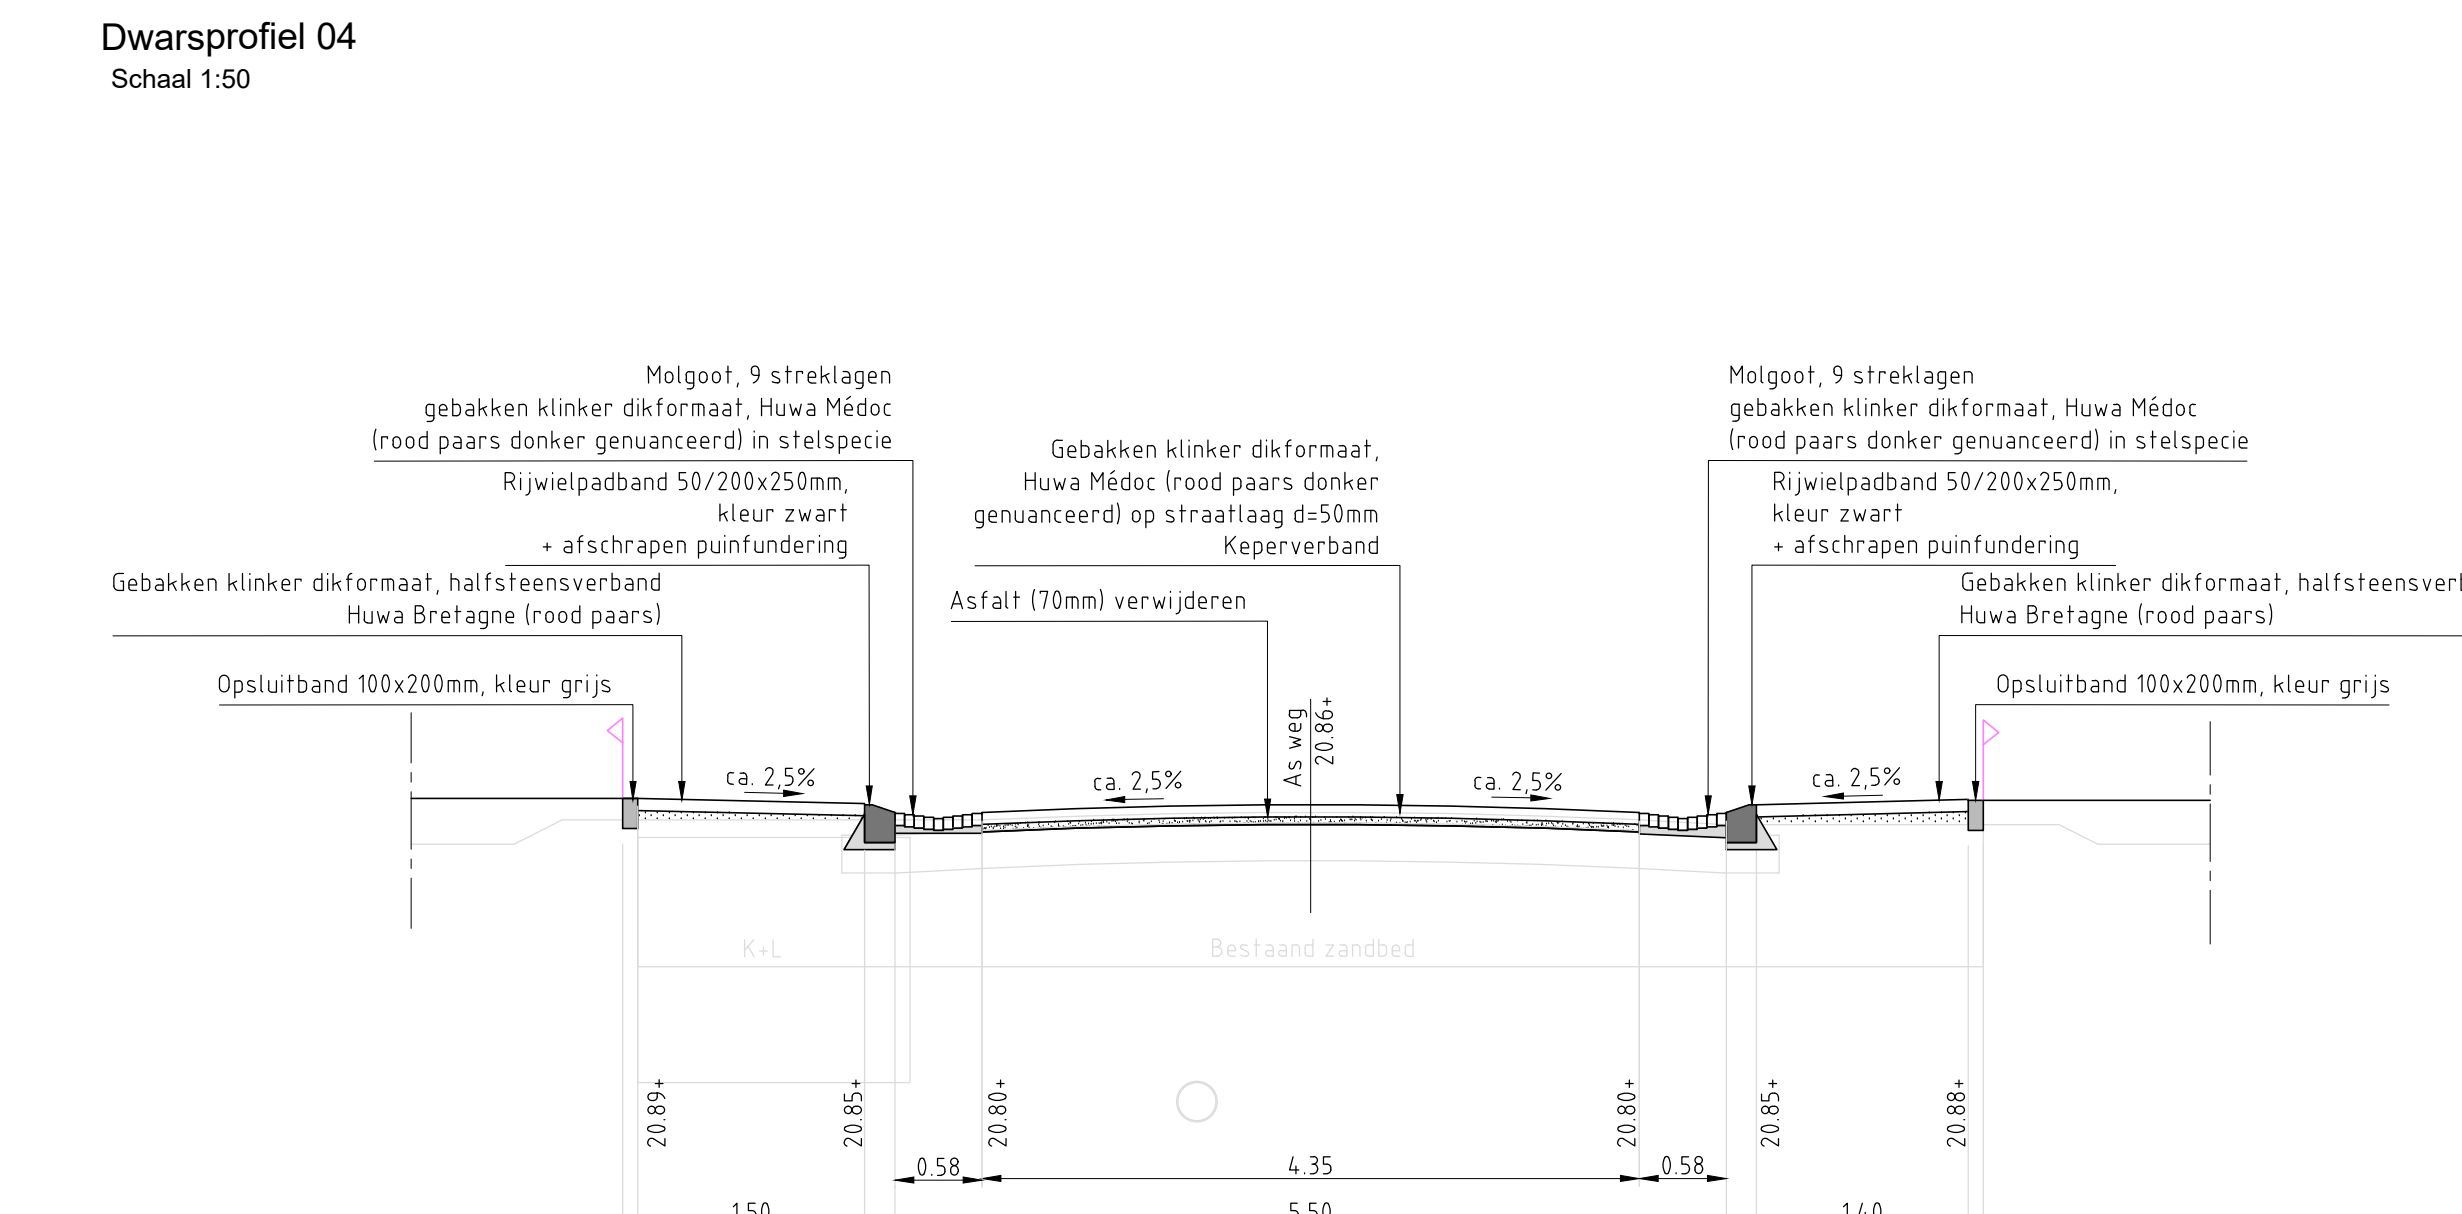 Dwarsprofiel 04
Schaal 1:50
Molgoot, 9 streklagen
gebakken klinker dikformaat, Huwa Médoc
(rood paars donker genuanceerd) in stelspecie
Rijwielpadband 50/200x250mm,
kleur zwart
+ afschrapen puinfundering
Gebakken klinker dikformaat, halfsteensverband
Huwa Bretagne (rood paars)
Opsluitband 100x200mm, kleur grijs
Gebakken klinker dikformaat,
Huwa Médoc (rood paars donker
genuanceerd) op straatlaag d=50mm
Keperverband
Asfalt (70mm) verwijderen
Molgoot, 9 streklagen
gebakken klinker dikformaat, Huwa Médoc
(rood paars donker genuanceerd) in stelspecie
Rijwielpadband 50/200x250mm,
kleur zwart
+ afschrapen puinfundering
Gebakken klinker dikformaat,
Huwa Bretagne (rood paars)
Opsluitband 100x200mm, kleur grijs
As weg
20.86+
ca. 2,5%
ca. 2,5%
ca. 2,5%
ca. 2,5%
K+L
Bestaand zandbed
20.89+
20.85+
20.80+
20.80+
20.85+
20.88+
0.58
4.35
0.58
1.50
5.50
1.40